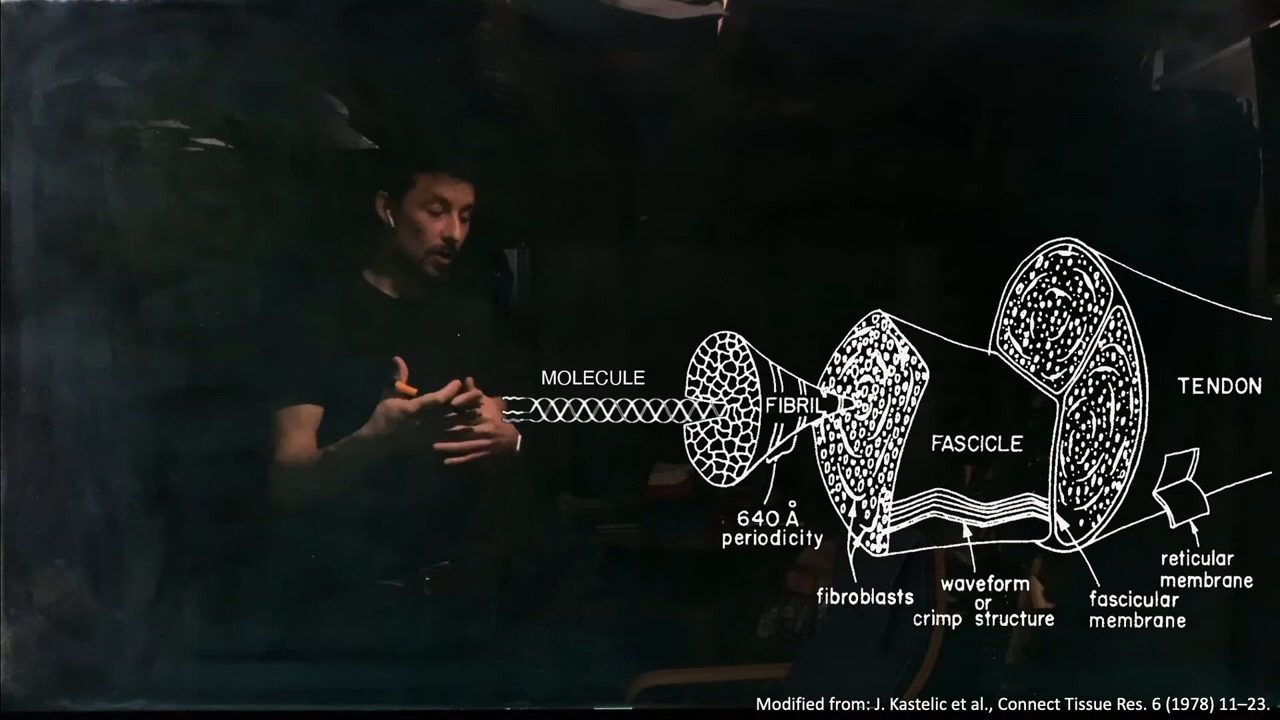 MOLECULE
FIBRIL
FASCICLE
TENDON
640 Å
periodicity
fibroblasts
waveform
or
crimp structure
fascicular
membrane
reticular
membrane
Modified from: J. Kastelic et al., Connect Tissue Res. 6 (1978) 11–23.